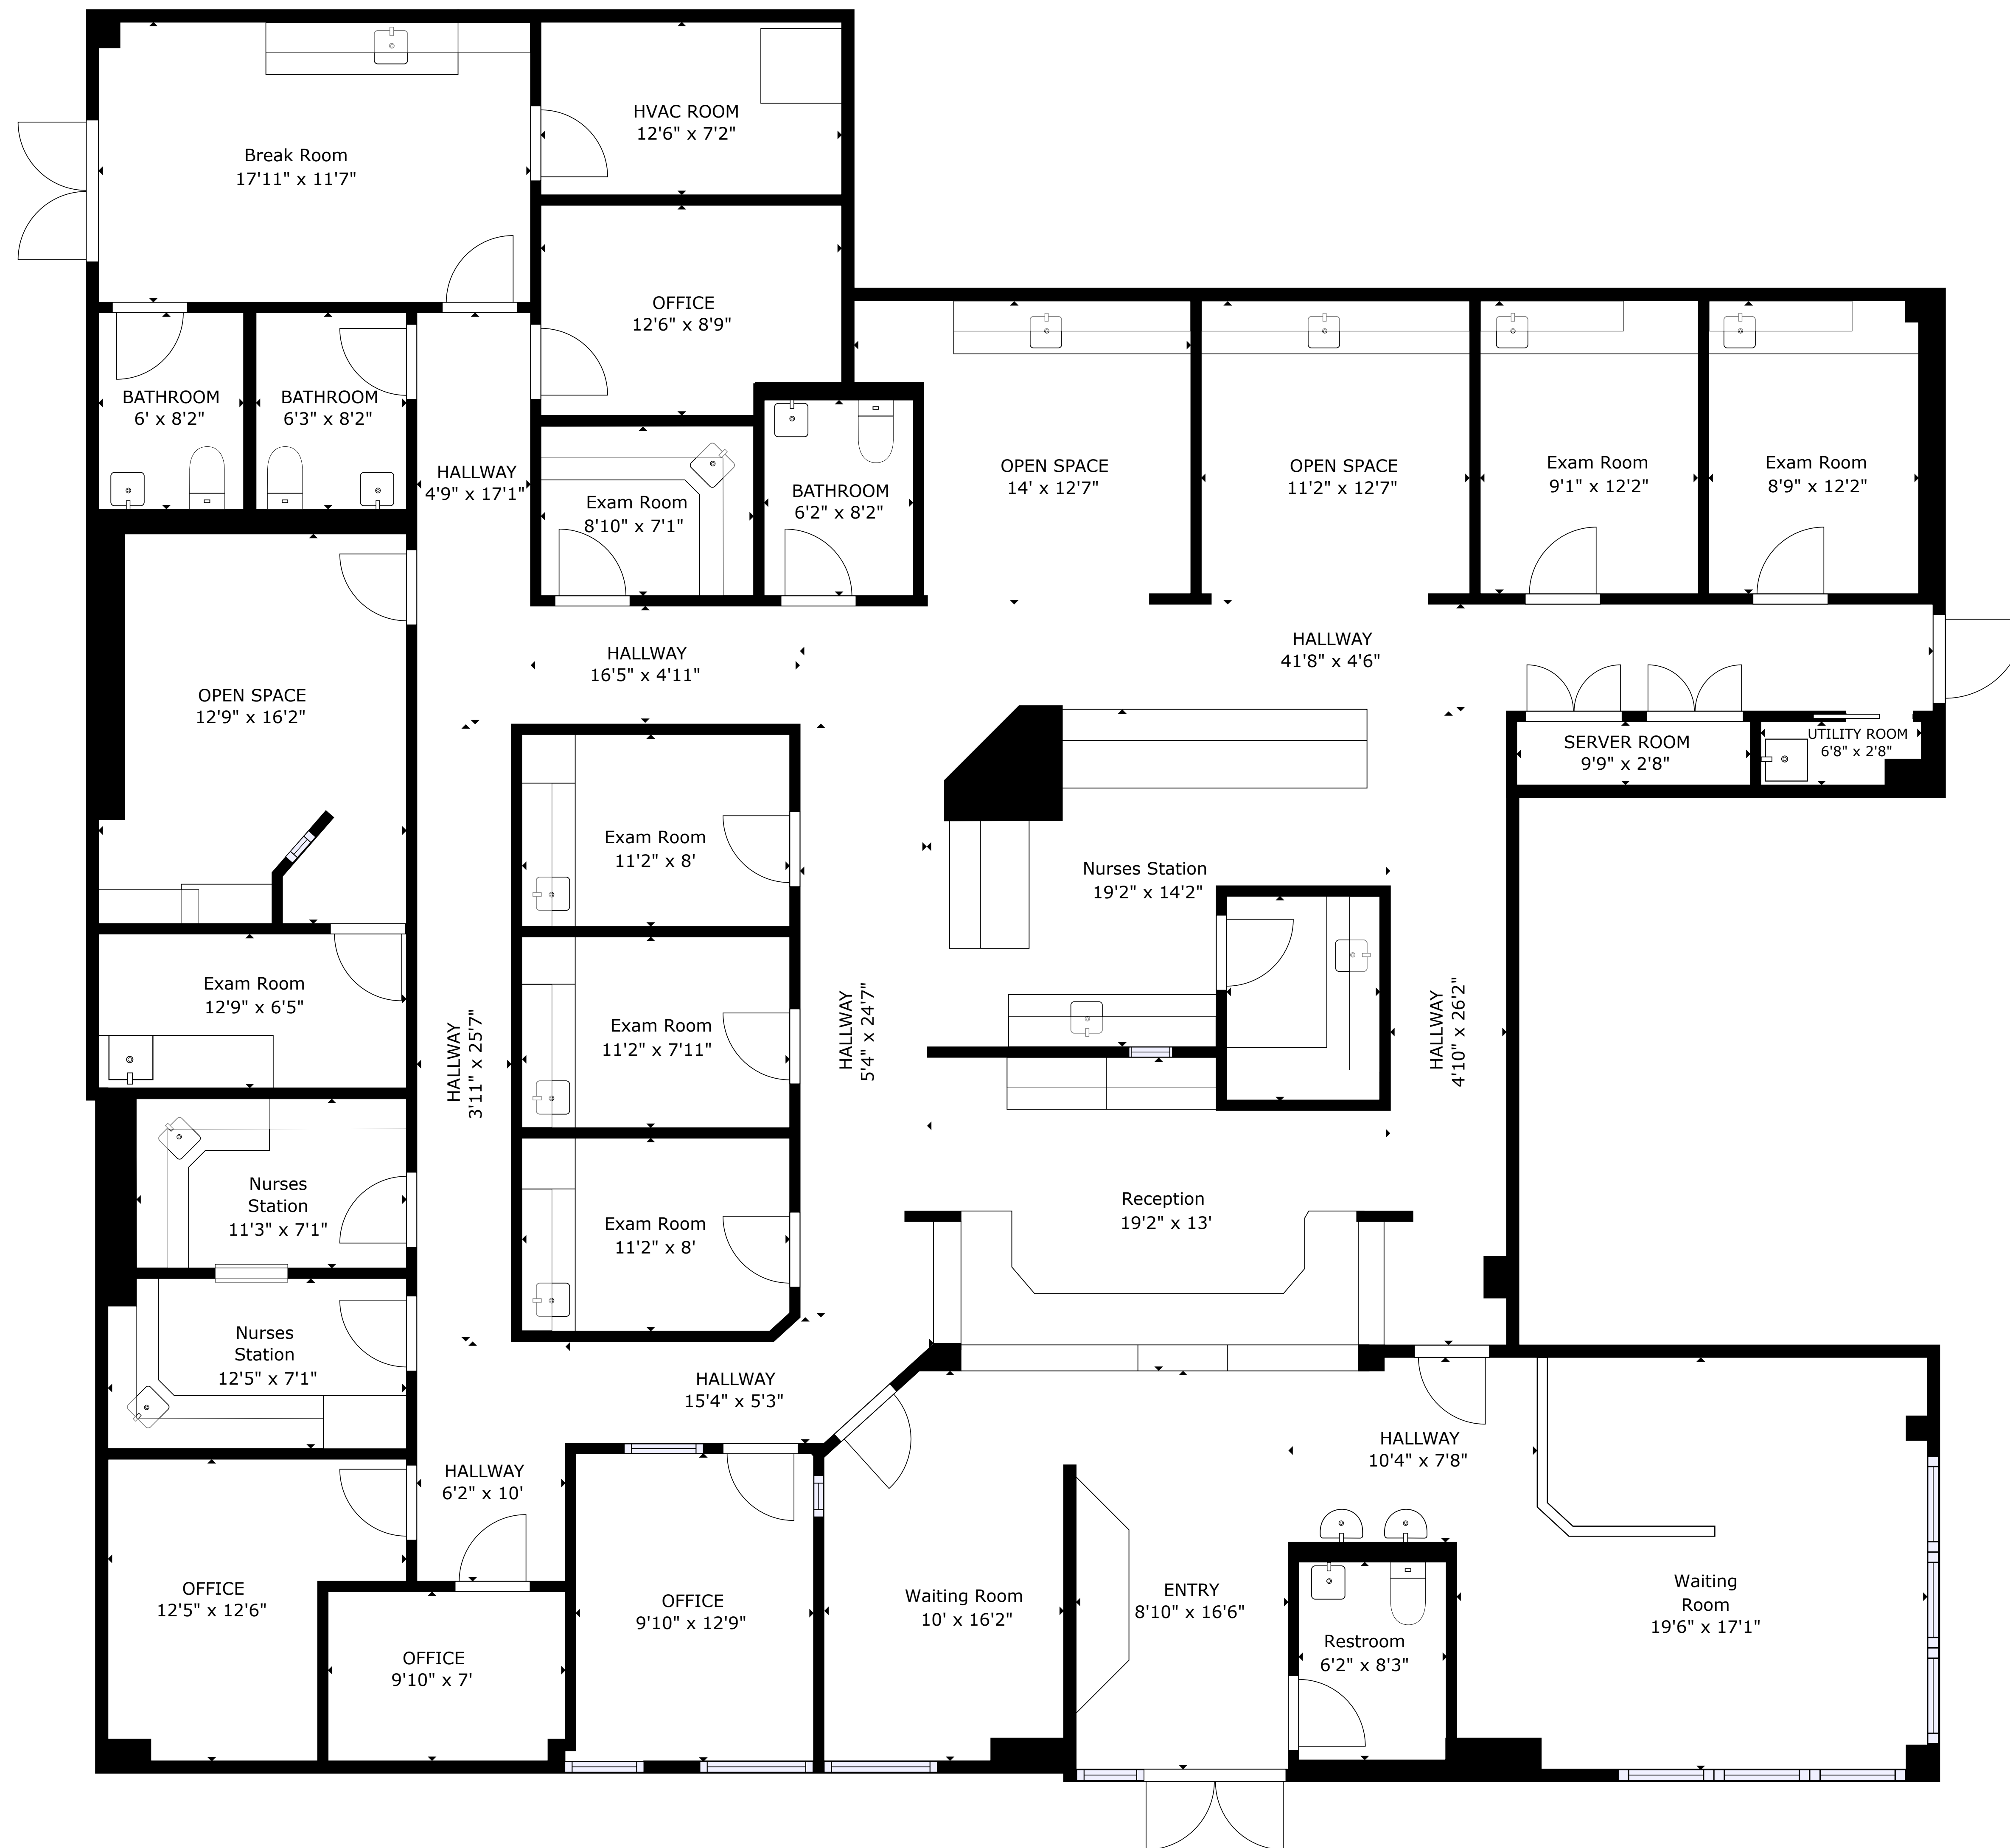 HVAC ROOM
12'6" x 7'2"
Break Room
17'11" x 11'7"
OFFICE
12'6" x 8'9"
BATHROOM
6' x 8'2"
BATHROOM
6'3" x 8'2"
HALLWAY
4'9" x 17'1"
Exam Room
8'10" x 7'1"
BATHROOM
6'2" x 8'2"
OPEN SPACE
14' x 12'7"
OPEN SPACE
11'2" x 12'7"
Exam Room
9'1" x 12'2"
Exam Room
8'9" x 12'2"
HALLWAY
16'5" x 4'11"
HALLWAY
41'8" x 4'6"
OPEN SPACE
12'9" x 16'2"
SERVER ROOM
9'9" x 2'8"
UTILITY ROOM
6'8" x 2'8"
Exam Room
11'2" x 8'
Nurses Station
19'2" x 14'2"
Exam Room
12'9" x 6'5"
HALLWAY
3'11" x 25'7"
Exam Room
11'2" x 7'11"
HALLWAY
5'4" x 24'7"
HALLWAY
4'10" x 26'2"
Nurses
Station
11'3" x 7'1"
Exam Room
11'2" x 8'
Reception
19'2" x 13'
Nurses
Station
12'5" x 7'1"
HALLWAY
15'4" x 5'3"
HALLWAY
6'2" x 10'
HALLWAY
10'4" x 7'8"
OFFICE
12'5" x 12'6"
OFFICE
9'10" x 7'
OFFICE
9'10" x 12'9"
Waiting Room
10' x 16'2"
ENTRY
8'10" x 16'6"
Restroom
6'2" x 8'3"
Waiting
Room
19'6" x 17'1"